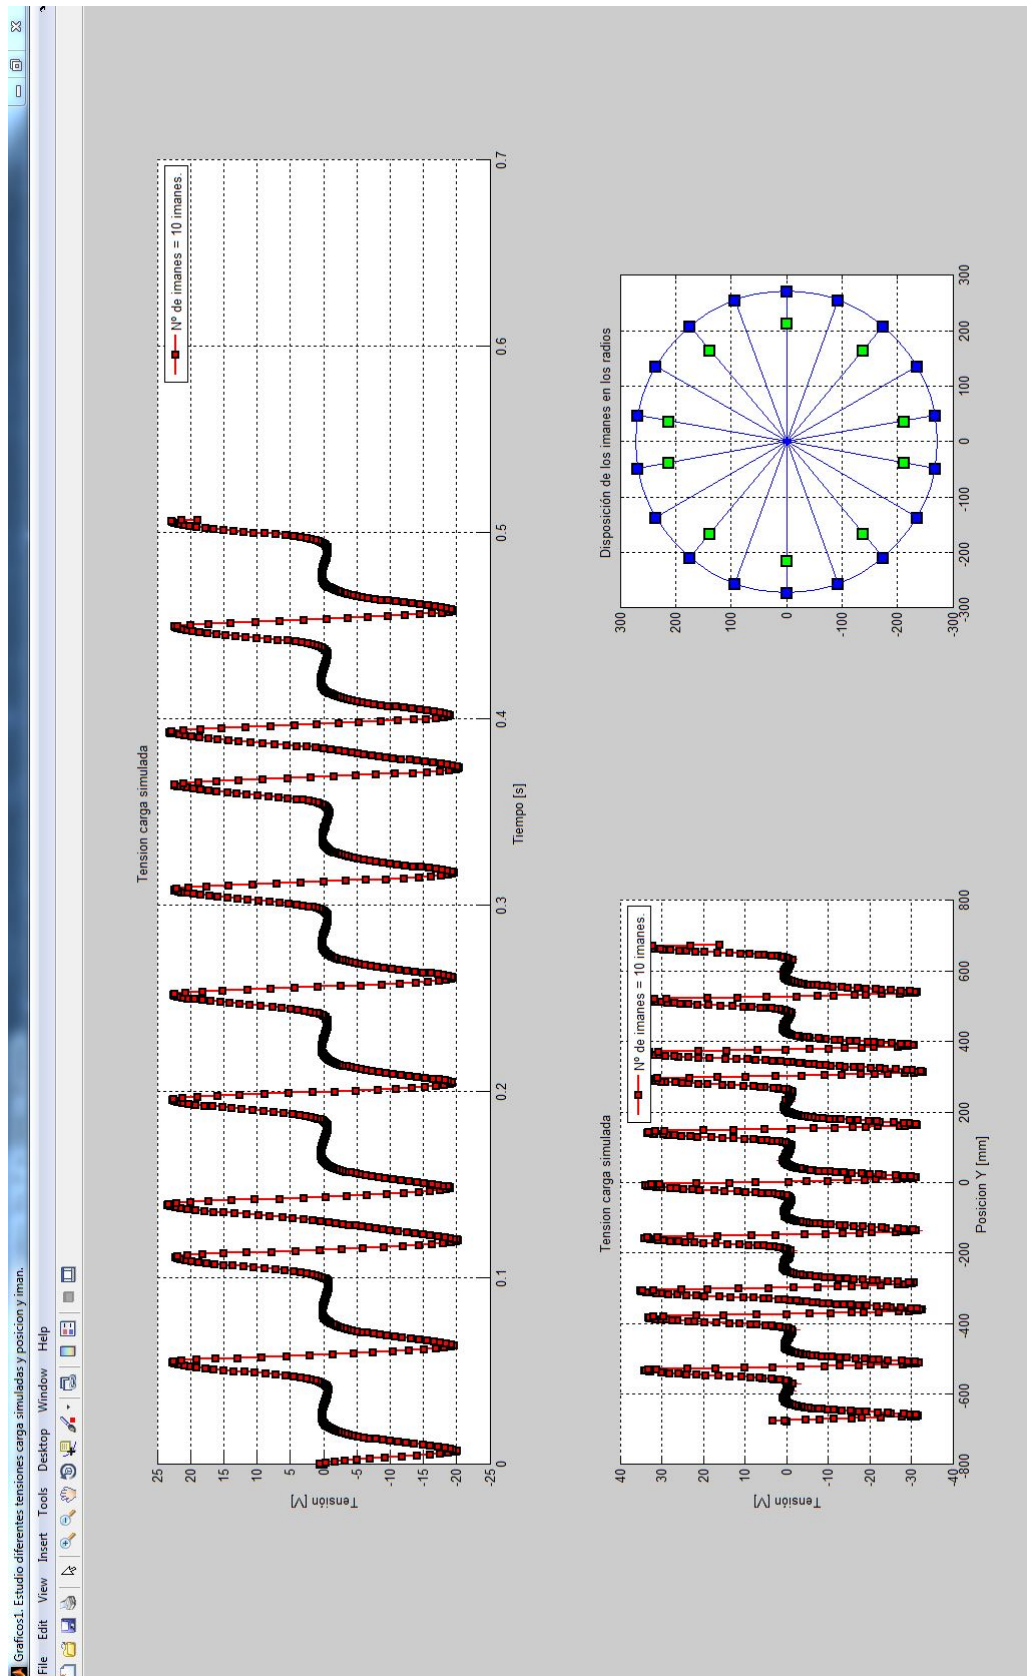 Graficos1. Estudio diferentes tensiones carga simuladas y posicion y iman.
File Edit View Insert Tools Desktop Window Help
Tension carga simulada
Nº de imanes = 10 imanes.
25
20
15
10
5
0
-5
-10
-15
-20
-25
Tensión [V]
0 0.1 0.2 0.3 0.4 0.5 0.6 0.7
Tiempo [s]
Tension carga simulada
Nº de imanes = 10 imanes.
40
30
20
10
0
-10
-20
-30
-40
Tensión [V]
-800 -600 -400 -200 0 200 400 600 800
Posicion Y [mm]
Disposición de los imanes en los radios
300
200
100
0
-100
-200
-300
-300 -200 -100 0 100 200 300